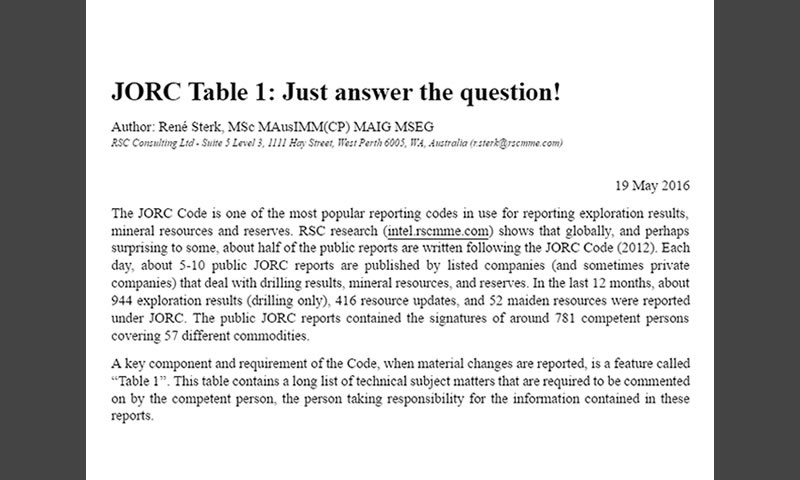 JORC Table 1: Just answer the question!
Author: René Sterk, MSc MAusIMM(CP) MAIG MSEG
RSC Consulting Ltd - Suite 5 Level 3, 1111 Hay Street, West Perth 6005, WA, Australia (r.sterk@rscmme.com)
19 May 2016
The JORC Code is one of the most popular reporting codes in use for reporting exploration results,
mineral resources and reserves. RSC research (intel.rscmme.com) shows that globally, and perhaps
surprising to some, about half of the public reports are written following the JORC Code (2012). Each
day, about 5-10 public JORC reports are published by listed companies (and sometimes private
companies) that deal with drilling results, mineral resources, and reserves. In the last 12 months, about
944 exploration results (drilling only), 416 resource updates, and 52 maiden resources were reported
under JORC. The public JORC reports contained the signatures of around 781 competent persons
covering 57 different commodities.
A key component and requirement of the Code, when material changes are reported, is a feature called
“Table 1”. This table contains a long list of technical subject matters that are required to be commented
on by the competent person, the person taking responsibility for the information contained in these
reports.